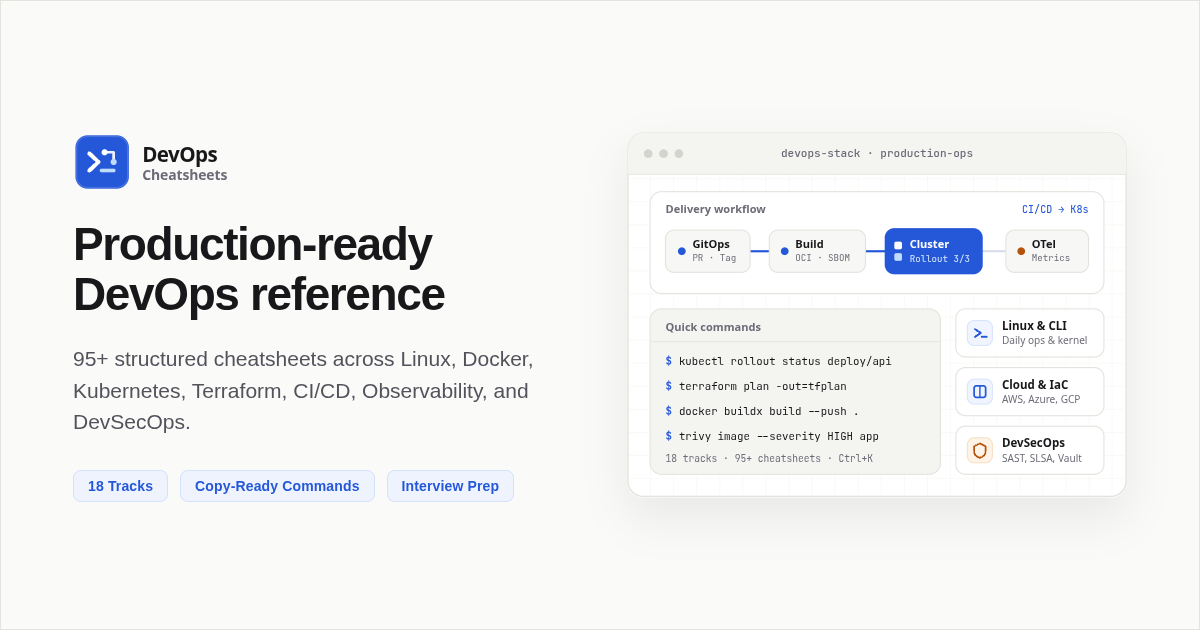 DevOps
Cheatsheets
Production-ready
DevOps reference
95+ structured cheatsheets across Linux, Docker,
Kubernetes, Terraform, CI/CD, Observability, and
DevSecOps.
18 Tracks
Copy-Ready Commands
Interview Prep
devops-stack · production-ops
Delivery workflow
CI/CD → K8s
GitOps
PR · Tag
Build
OCI · SBOM
Cluster
Rollout 3/3
OTel
Metrics
Quick commands
$ kubectl rollout status deploy/api
$ terraform plan -out=tfplan
$ docker buildx build --push .
$ trivy image --severity HIGH app
18 tracks · 95+ cheatsheets · Ctrl+K
Linux & CLI
Daily ops & kernel
Cloud & IaC
AWS, Azure, GCP
DevSecOps
SAST, SLSA, Vault